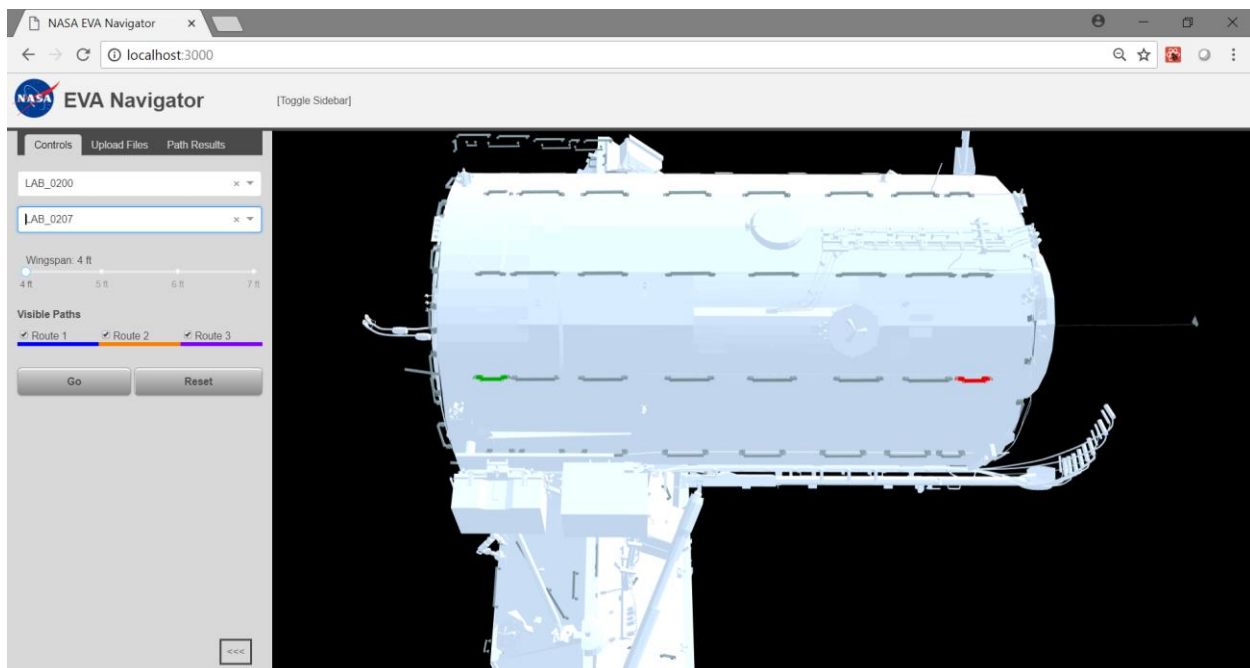 NASA EVA Navigator
localhost:3000
NASA EVA Navigator [Toggle Sidebar]
Controls Upload Files Path Results
LAB_0200
LAB_0207
Wingspan: 4 ft
4 ft 5 ft 6 ft 7 ft
Visible Paths
Route 1 Route 2 Route 3
Go Reset
<<<